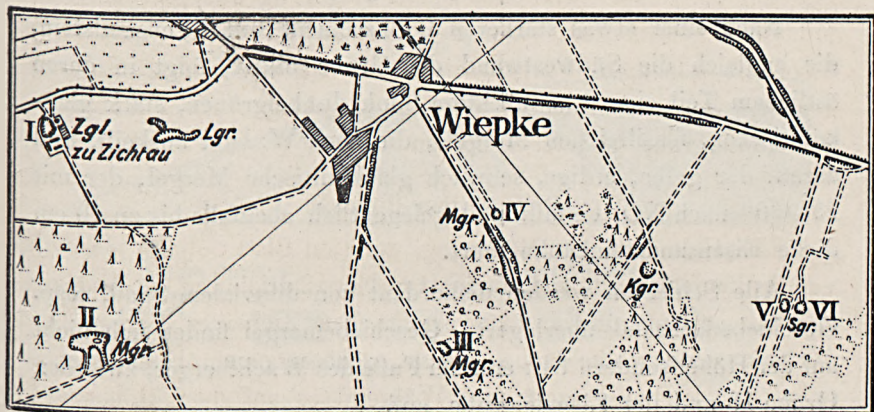 I
Zgl.
zu Zichtau
Lgr.
Wiepke
Mgr.
IV
II
Mgr.
III
Mgr.
Kgr.
V
VI
Sgr.